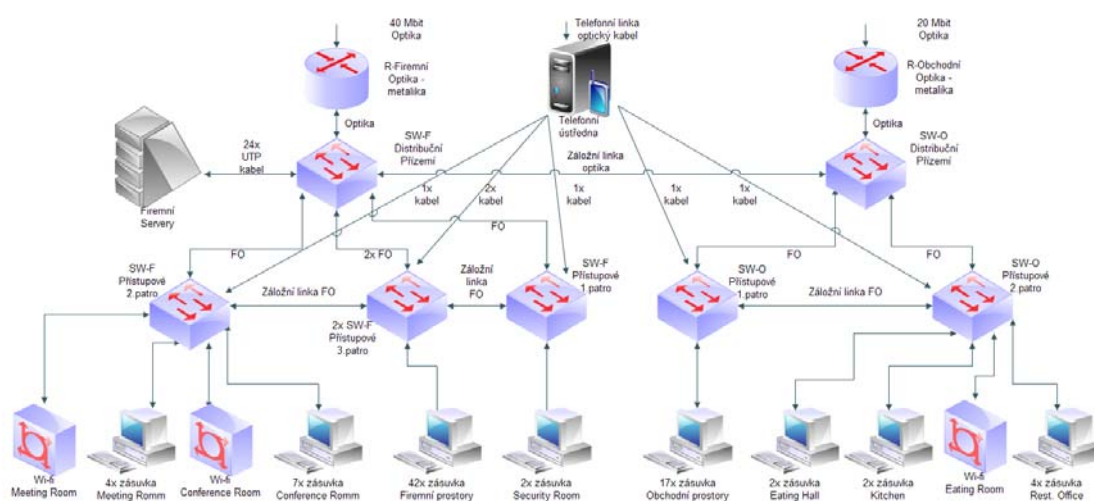 40 Mbit
Optika
Telefonní linka
optický kabel
20 Mbit
Optika
R-Firemní
Optika -
metalika
R-Obchodní
Optika -
metalika
Telefonní
ústředna
Optika
Optika
24x
UTP
kabel
SW-F
Distribuční
Přízemí
Záložní linka
optika
SW-O
Distribuční
Přízemí
Firemní
Servery
1x
kabel
2x
kabel
1x
kabel
1x
kabel
1x
kabel
FO
2x FO
FO
FO
FO
SW-F
Přístupové
2.patro
Záložní linka FO
2x SW-F
Přístupové
3.patro
Záložní
linka
FO
SW-F
Přístupové
1.patro
SW-O
Přístupové
1.patro
Záložní linka FO
SW-O
Přístupové
2.patro
Wi-fi
Meeting Room
4x zásuvka
Meeting Romm
Wi-fi
Conference Room
7x zásuvka
Conference Romm
42x zásuvka
Firemní prostory
2x zásuvka
Security Room
17x zásuvka
Obchodní prostory
2x zásuvka
Eating Hall
2x zásuvka
Kitchen
Wi-fi
Eating Room
4x zásuvka
Rest. Office